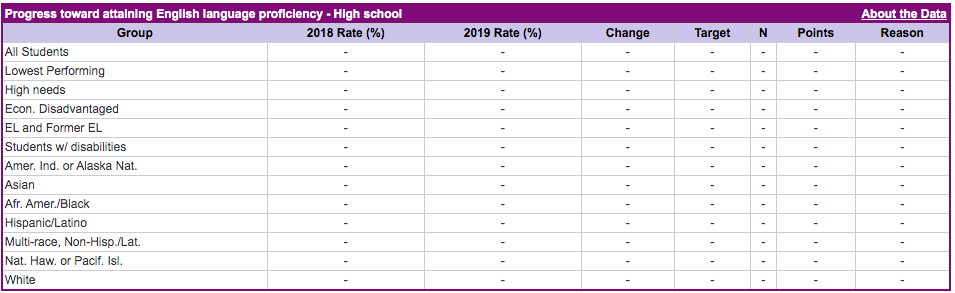 Progress toward attaining English language proficiency - High school About the Data
Group 2018 Rate (%) 2019 Rate (%) Change Target N Points Reason
All Students - - - - - - -
Lowest Performing - - - - - - -
High needs - - - - - - -
Econ. Disadvantaged - - - - - - -
EL and Former EL - - - - - - -
Students w/ disabilities - - - - - - -
Amer. Ind. or Alaska Nat. - - - - - - -
Asian - - - - - - -
Afr. Amer./Black - - - - - - -
Hispanic/Latino - - - - - - -
Multi-race, Non-Hisp./Lat. - - - - - - -
Nat. Haw. or Pacif. Isl. - - - - - - -
White - - - - - - -